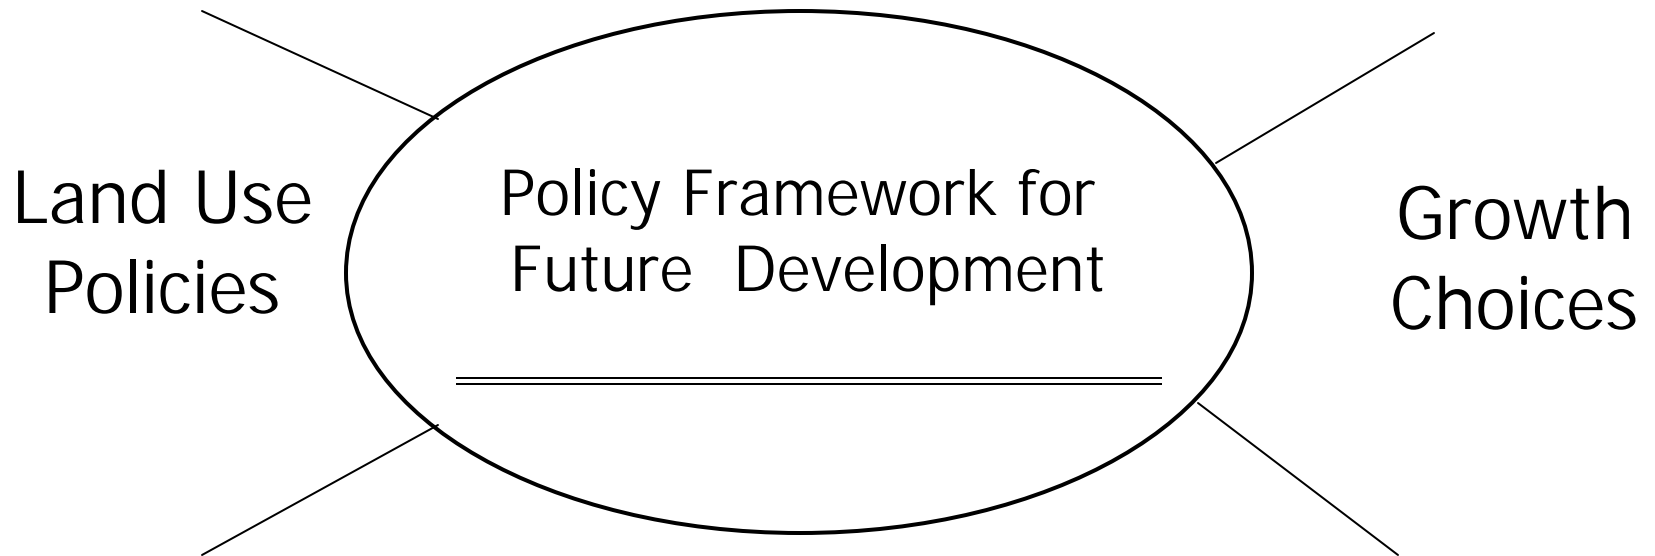 Land Use
Policies
Policy Framework for
Future Development
Growth
Choices